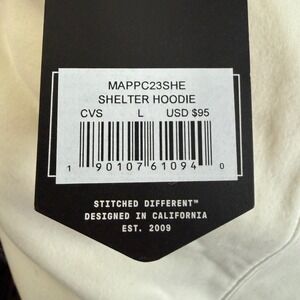 MAPPC23SHE
SHELTER HOODIE
CVS L USD $95
1 90107 61094 0
STITCHED DIFFERENT™
DESIGNED IN CALIFORNIA
EST. 2009